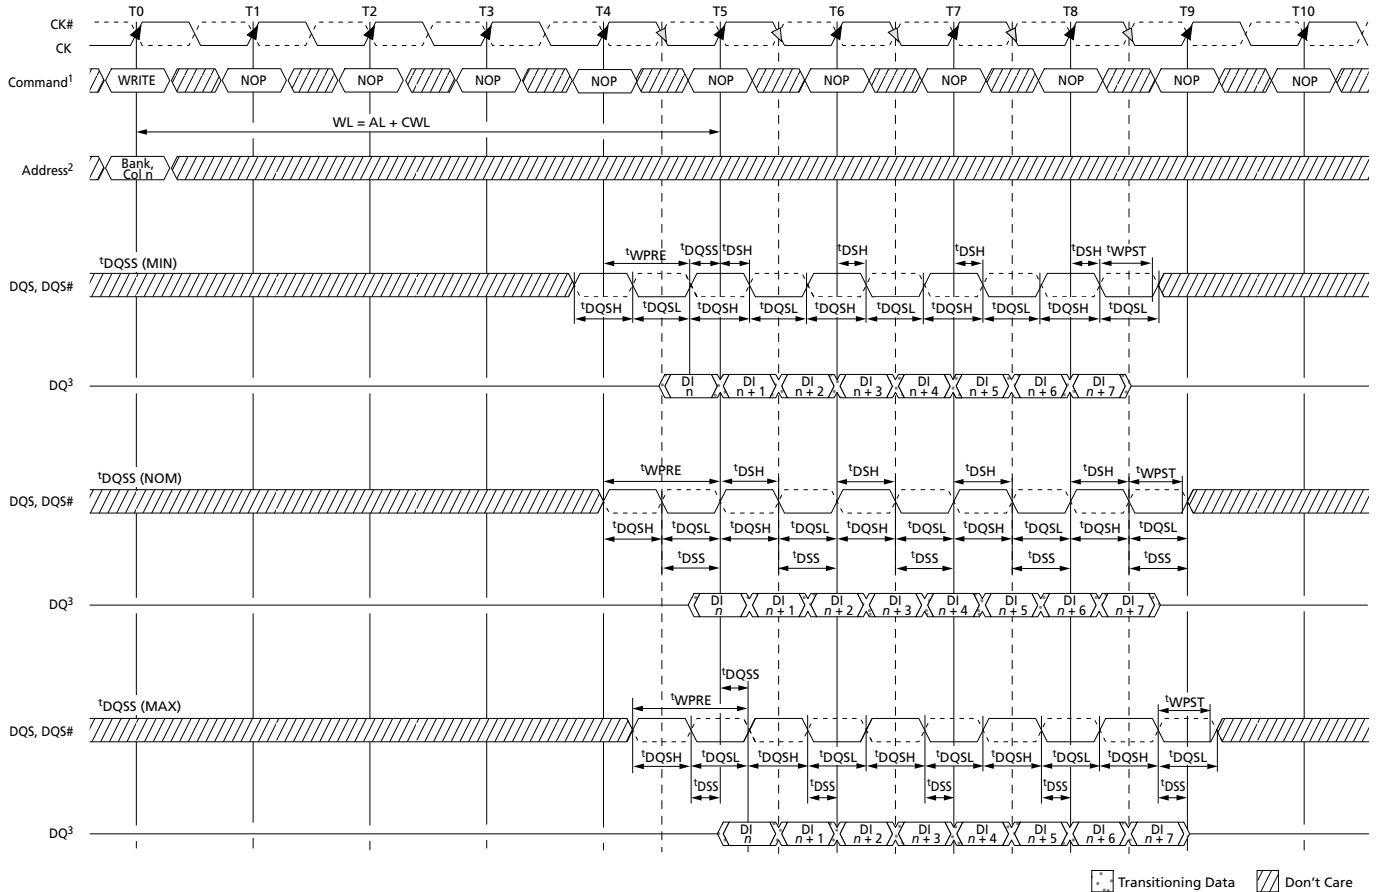 T0 T1 T2 T3 T4 T5 T6 T7 T8 T9 T10
CK#
CK
Command¹ WRITE NOP NOP NOP NOP NOP NOP NOP NOP NOP NOP
WL = AL + CWL
Address² Bank,
Col n
ᵗWPRE ᵗDQSS ᵗDSH ᵗDSH ᵗDSH ᵗDSH ᵗWPST
ᵗDQSS (MIN)
DQS, DQS#
ᵗDQSH ᵗDQSL ᵗDQSH ᵗDQSL ᵗDQSH ᵗDQSL ᵗDQSH ᵗDQSL ᵗDQSH ᵗDQSL
DI DI DI DI DI DI DI DI
DQ³ n n + 1 n + 2 n + 3 n + 4 n + 5 n + 6 n + 7
ᵗWPRE ᵗDSH ᵗDSH ᵗDSH ᵗDSH ᵗWPST
ᵗDQSS (NOM)
DQS, DQS#
ᵗDQSH ᵗDQSL ᵗDQSH ᵗDQSL ᵗDQSH ᵗDQSL ᵗDQSH ᵗDQSL ᵗDQSH ᵗDQSL
ᵗDSS ᵗDSS ᵗDSS ᵗDSS ᵗDSS
DI DI DI DI DI DI DI DI
DQ³ n n + 1 n + 2 n + 3 n + 4 n + 5 n + 6 n + 7
ᵗDQSS
ᵗWPRE ᵗWPST
ᵗDQSS (MAX)
DQS, DQS#
ᵗDQSH ᵗDQSL ᵗDQSH ᵗDQSL ᵗDQSH ᵗDQSL ᵗDQSH ᵗDQSL ᵗDQSH ᵗDQSL
ᵗDSS ᵗDSS ᵗDSS ᵗDSS ᵗDSS
DI DI DI DI DI DI DI DI
DQ³ n n + 1 n + 2 n + 3 n + 4 n + 5 n + 6 n + 7
Transitioning Data Don't Care